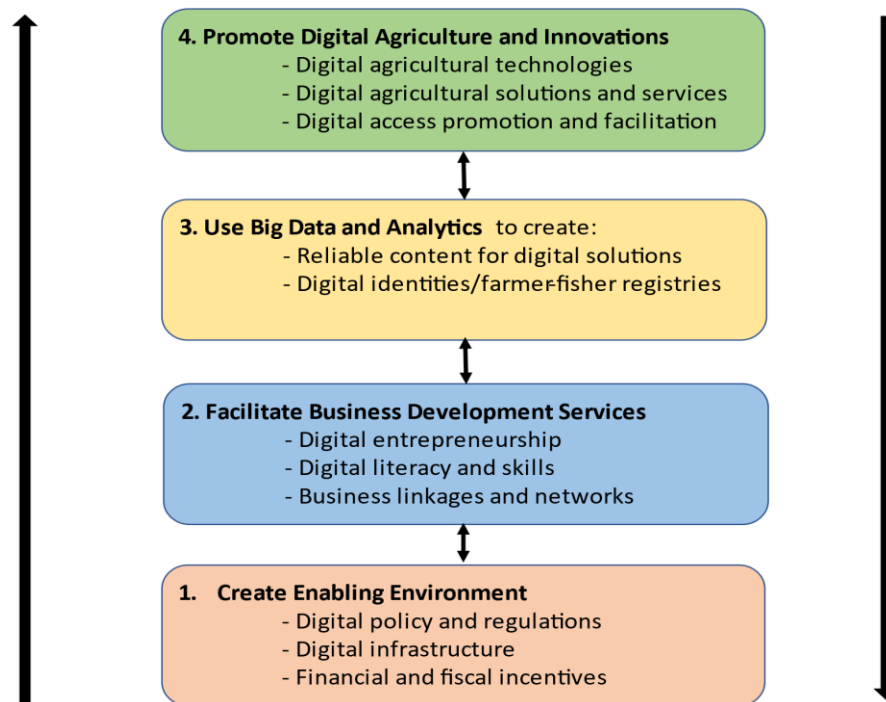 4. Promote Digital Agriculture and Innovations
- Digital agricultural technologies
- Digital agricultural solutions and services
- Digital access promotion and facilitation
3. Use Big Data and Analytics to create:
- Reliable content for digital solutions
- Digital identities/farmer-fisher registries
2. Facilitate Business Development Services
- Digital entrepreneurship
- Digital literacy and skills
- Business linkages and networks
1. Create Enabling Environment
- Digital policy and regulations
- Digital infrastructure
- Financial and fiscal incentives